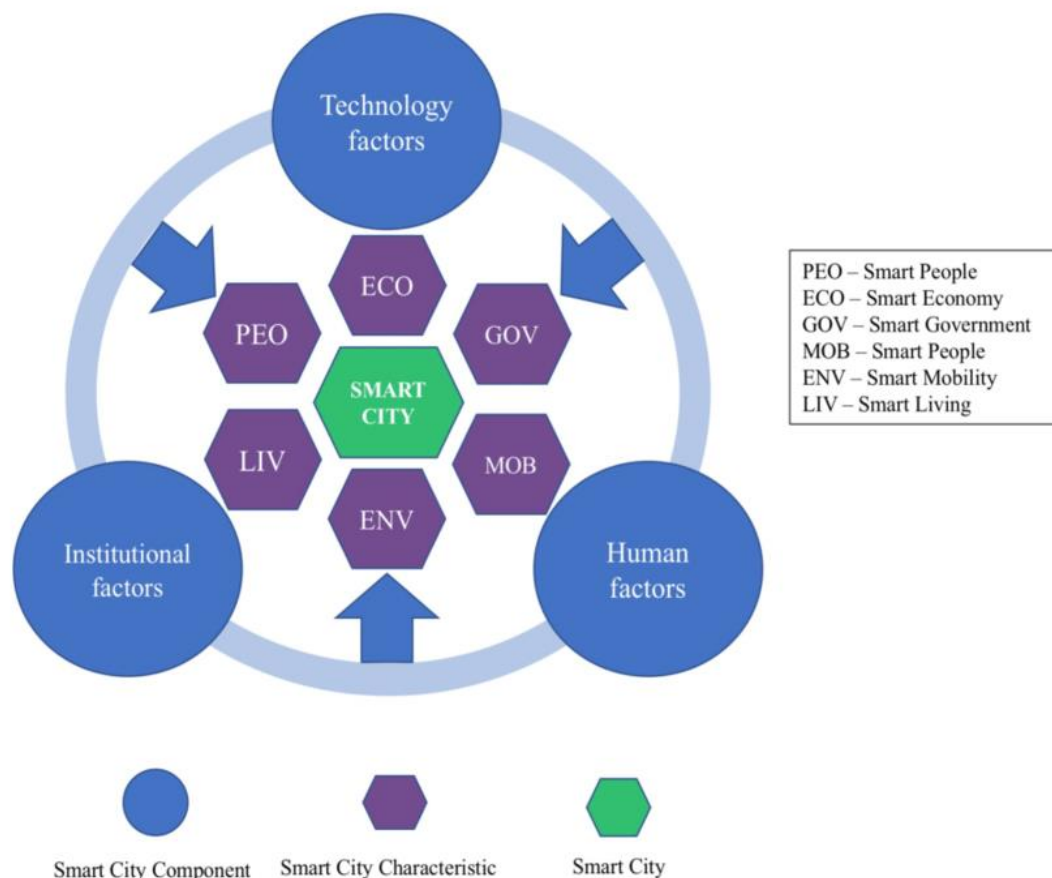 Technology
factors
ECO
PEO
GOV
SMART
CITY
LIV
MOB
ENV
Institutional
factors
Human
factors
PEO – Smart People
ECO – Smart Economy
GOV – Smart Government
MOB – Smart People
ENV – Smart Mobility
LIV – Smart Living
Smart City Component
Smart City Characteristic
Smart City